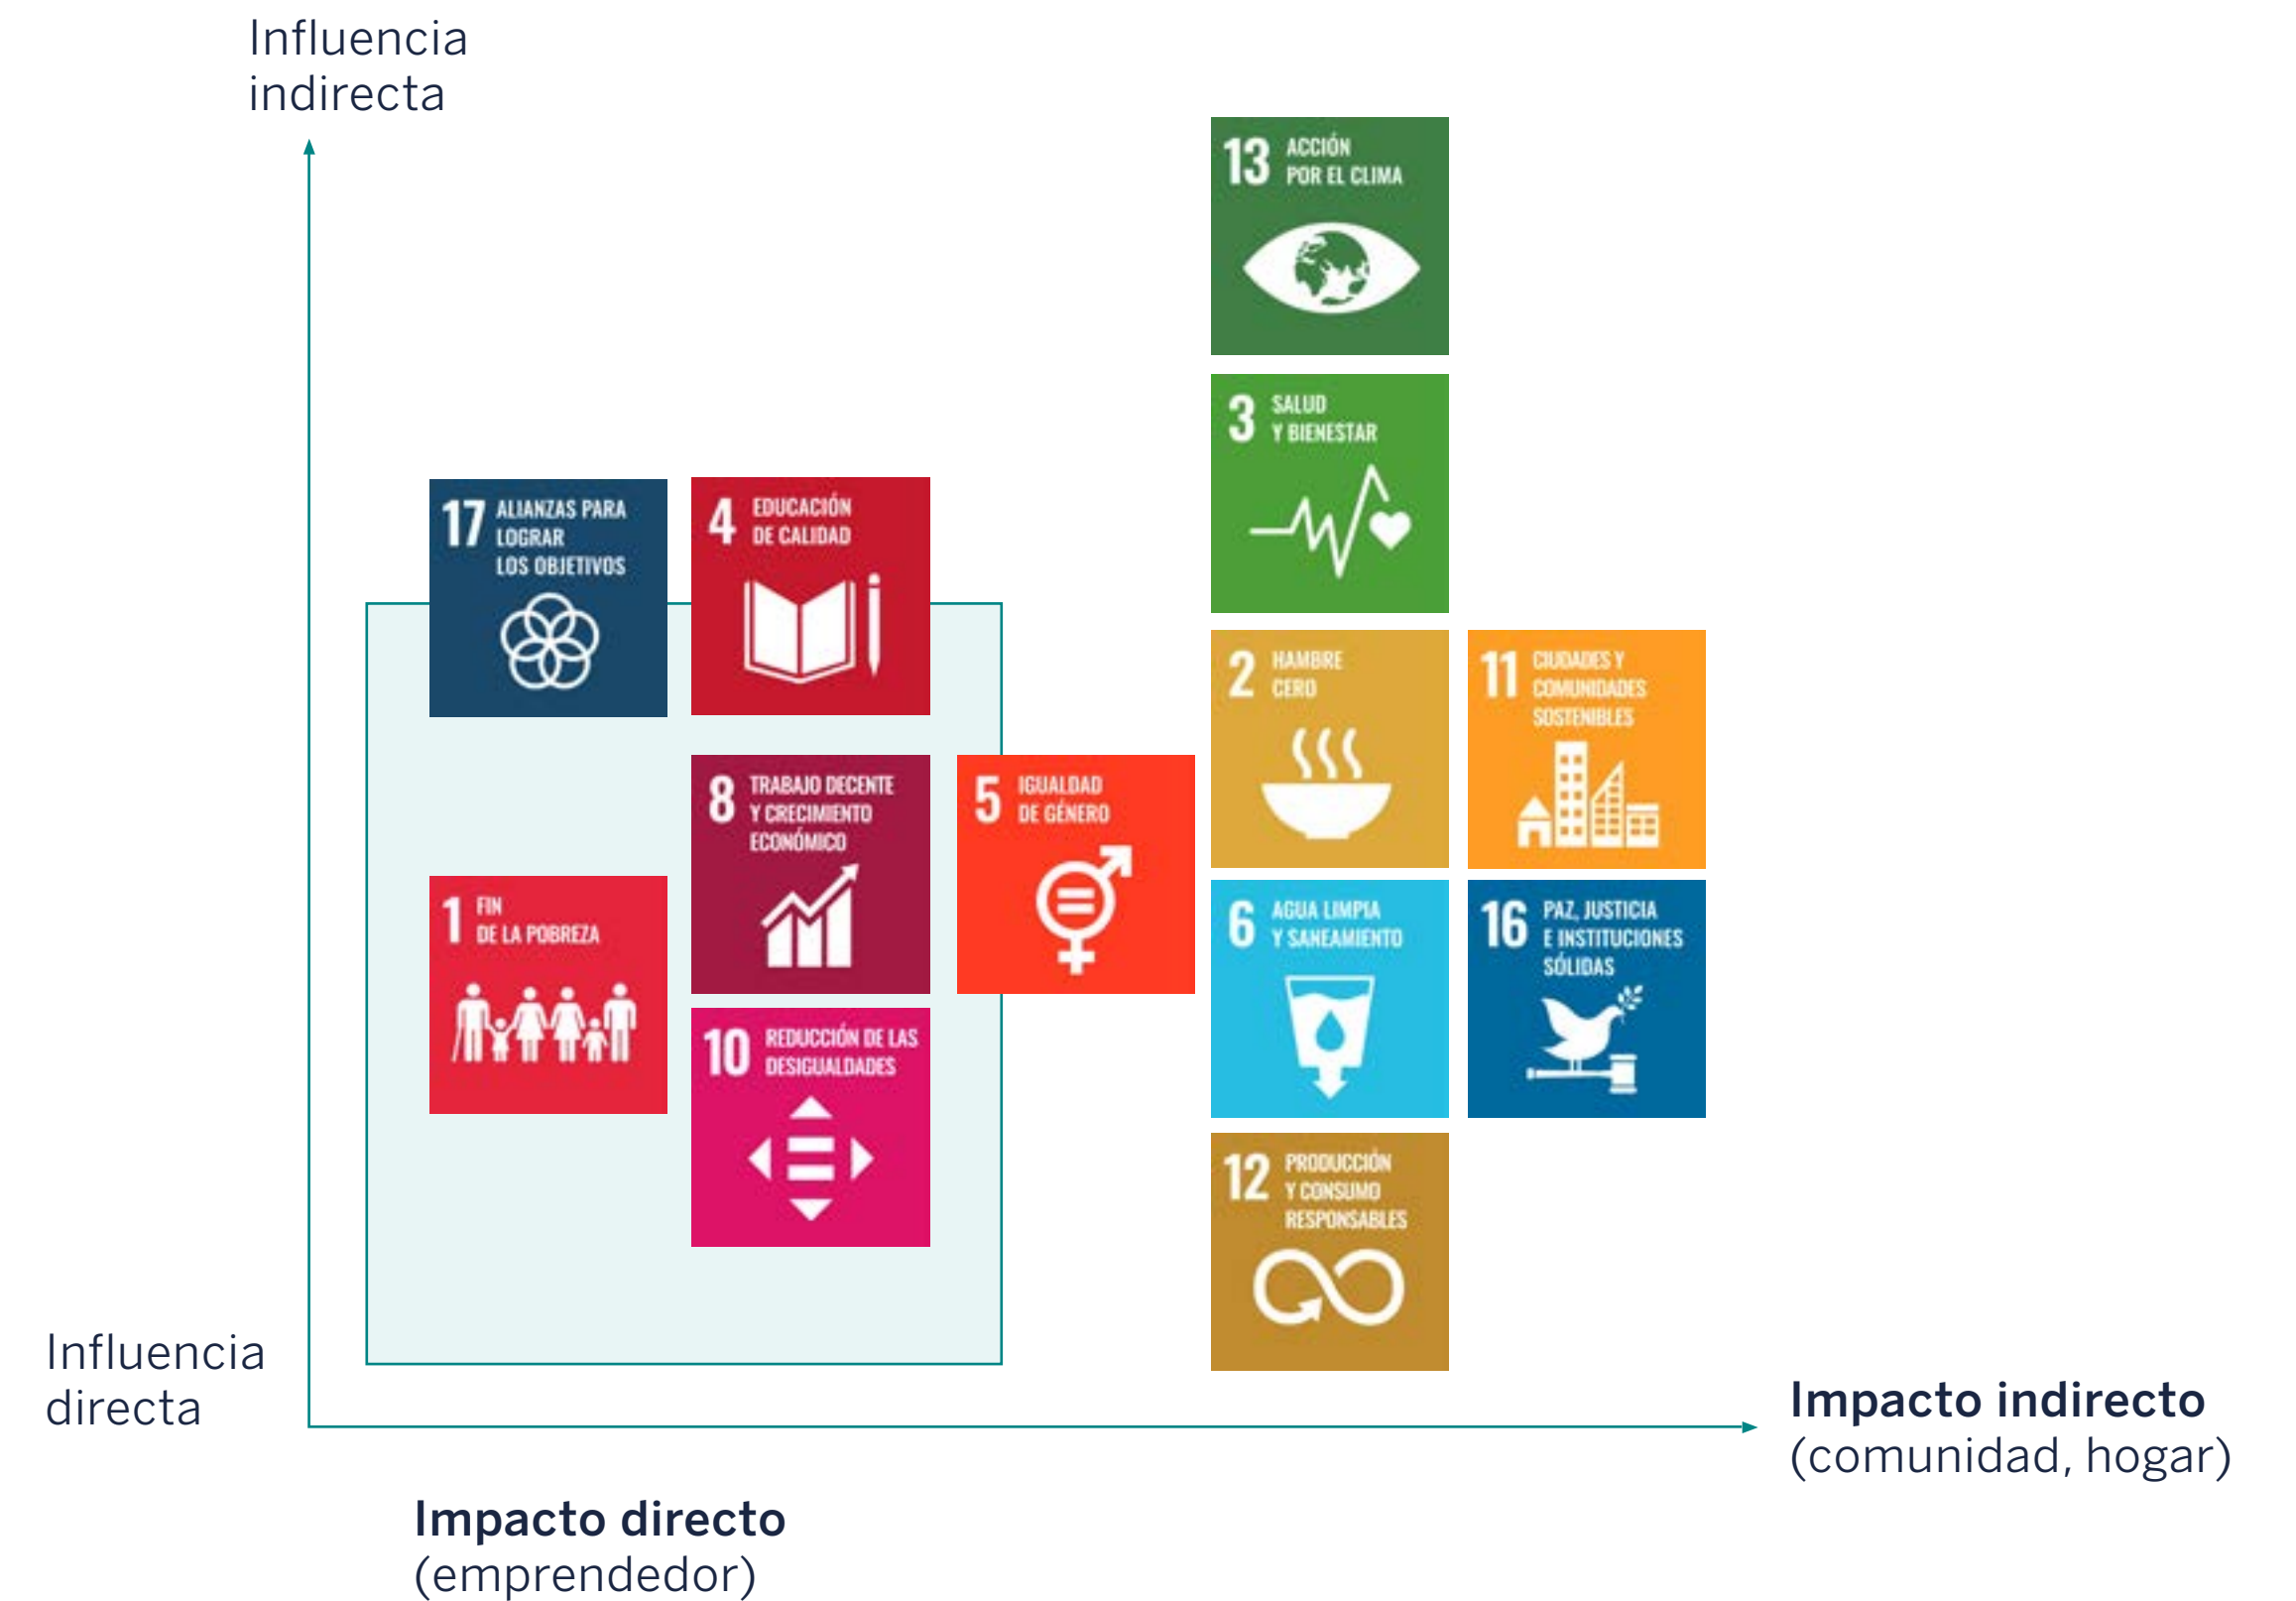 Influencia
indirecta
13 ACCIÓN
POR EL CLIMA
3 SALUD
Y BIENESTAR
17 ALIANZAS PARA
LOGRAR
LOS OBJETIVOS
4 EDUCACIÓN
DE CALIDAD
2 HAMBRE
CERO
11 CIUDADES Y
COMUNIDADES
SOSTENIBLES
8 TRABAJO DECENTE
Y CRECIMIENTO
ECONÓMICO
5 IGUALDAD
DE GÉNERO
1 FIN
DE LA POBREZA
6 AGUA LIMPIA
Y SANEAMIENTO
16 PAZ, JUSTICIA
E INSTITUCIONES
SÓLIDAS
10 REDUCCIÓN DE LAS
DESIGUALDADES
12 PRODUCCIÓN
Y CONSUMO
RESPONSABLES
Influencia
directa
Impacto indirecto
(comunidad, hogar)
Impacto directo
(emprendedor)